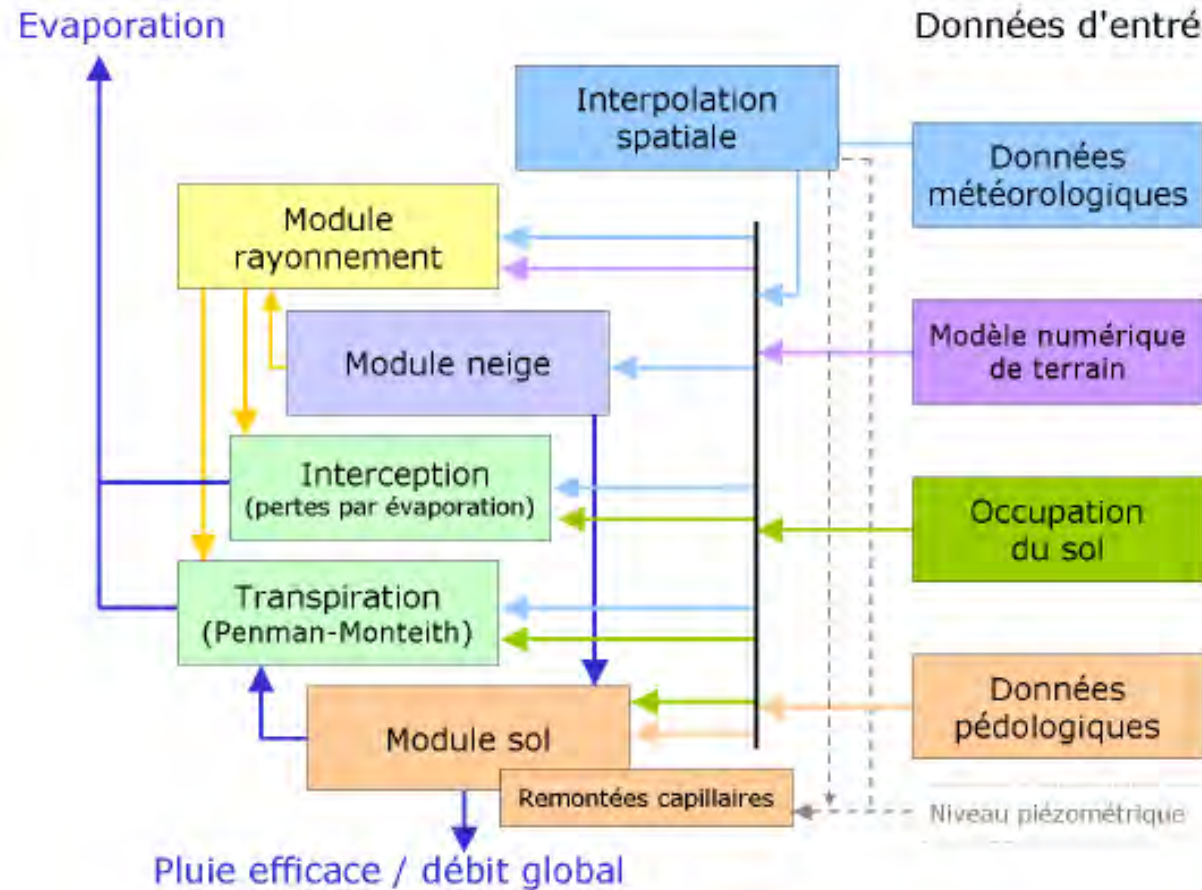 Evaporation
Données d'entré
Interpolation
spatiale
Données
météorologiques
Module
rayonnement
Module neige
Modèle numérique
de terrain
Interception
(pertes par évaporation)
Occupation
du sol
Transpiration
(Penman-Monteith)
Module sol
Données
pédologiques
Remontées capillaires
Niveau piézométrique
Pluie efficace / débit global